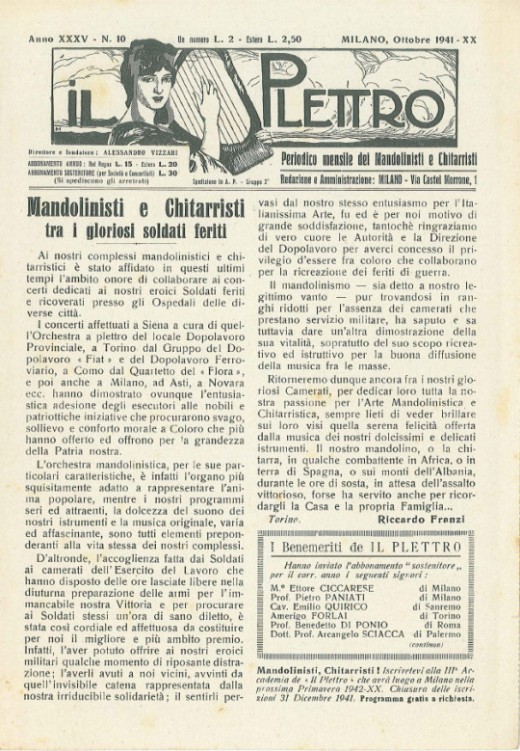 Anno XXXV - N. 10
Un numero L. 2 - Estero L. 2,50
MILANO, Ottobre 1941-XX
IL PLETTRO
Direttore e fondatore: ALESSANDRO VIZZARI
ABBONAMENTO ANNUO: Nel Regno L. 15 - Estero L. 20
ABBONAMENTO SOSTENITORE (per Società e Concertisti) L. 30
(Si spediscono gli arretrati)
Spedizione in A. P. - Gruppo 3°
Periodico mensile dei Mandolinisti e Chitarristi
Redazione e Amministrazione: MILANO - Via Castel Morrone, 1
Mandolinisti e Chitarristi
tra i gloriosi soldati feriti
Ai nostri complessi mandolinistici e chi-
tarristici è stato affidato in questi ultimi
tempi l'ambito onore di collaborare ai con-
certi dedicati ai nostri eroici Soldati feriti
e ricoverati presso gli Ospedali delle di-
verse città.
I concerti affettuati a Siena a cura di quel-
l'Orchestra a plettro del locale Dopolavoro
Provinciale, a Torino dal Gruppo del Do-
polavoro « Fiat » e del Dopolavoro Ferro-
viario, a Como dal Quartetto del « Flora »,
e poi anche a Milano, ad Asti, a Novara
ecc. hanno dimostrato ovunque l'entusia-
stica adesione degli esecutori alle nobili e
patriottiche iniziative che procurarono svago,
sollievo e conforto morale a Coloro che più
hanno offerto ed offrono per la grandezza
della Patria nostra.
L'orchestra mandolinistica, per le sue par-
ticolari caratteristiche, è infatti l'organo più
squisitamente adatto a rappresentare l'ani-
ma popolare, mentre i nostri programmi
seri ed attraenti, la dolcezza del suono dei
nostri istrumenti e la musica originale, varia
ed affascinante, sono tutti elementi prepon-
deranti alla vita stessa dei nostri complessi.
D'altronde, l'accoglienza fatta dai Soldati
ai camerati dell'Esercito del Lavoro che
hanno disposto delle ore lasciate libere nella
diuturna preparazione delle armi per l'im-
mancabile nostra Vittoria e per procurare
ai Soldati stessi un'ora di sano diletto, è
stata così cordiale ed affettuosa da costituire
per noi il migliore e più ambito premio.
Infatti, l'aver potuto offrire ai nostri eroici
militari qualche momento di riposante distra-
zione; l'averli avuti a noi vicini, avvinti da
quell'invisibile catena rappresentata dalla
nostra irriducibile solidarietà; il sentirli per-
vasi dal nostro stesso entusiasmo per l'Ita-
lianissima Arte, fu ed è per noi motivo di
grande soddisfazione, tantochè ringraziamo
di vero cuore le Autorità e la Direzione
del Dopolavoro per averci concesso il pri-
vilegio d'essere fra coloro che collaborano
per la ricreazione dei feriti di guerra.
Il mandolinismo — sia detto a nostro le-
gittimo vanto — pur trovandosi in ran-
ghi ridotti per l'assenza dei camerati che
prestano servizio militare, ha saputo e sa
tuttavia dare un'altra dimostrazione della
sua vitalità, sopratutto del suo scopo ricrea-
tivo ed istruttivo per la buona diffusione
della musica fra le masse.
Ritorneremo dunque ancora fra i nostri glo-
riosi Camerati, per dedicar loro tutta la no-
stra passione per l'Arte Mandolinistica e
Chitarristica, sempre lieti di veder brillare
sui loro visi quella serena felicità offerta
dalla musica dei nostri dolcissimi e delicati
istrumenti. Il nostro mandolino, o la chi-
tarra, in qualche combattente in Africa, o in
terra di Spagna, o sui monti dell'Albania,
durante le ore di sosta, in attesa dell'assalto
vittorioso, forse ha servito anche per ricor-
dargli la Casa e la propria Famiglia...
Torino.
Riccardo Frenzi
I Benemeriti de IL PLETTRO
Hanno inviato l'abbonamento "sostenitore,,
per il corr. anno i seguenti signori:
M.° Ettore CICCARESE di Milano
Prof. Pietro PANIATI di Milano
Cav. Emilio QUIRICO di Sanremo
Amerigo FORLAI di Torino
Prof. Benedetto DI PONIO di Roma
Dott. Prof. Arcangelo SCIACCA di Palermo
(continua)
Mandolinisti, Chitarristi! Iscrivetevi alla IIIª Ac-
cademia de « Il Plettro » che avrà luogo a Milano nella
prossima Primavera 1942-XX. Chiusura delle iscri-
zioni 31 Dicembre 1941. Programma gratis a richiesta.